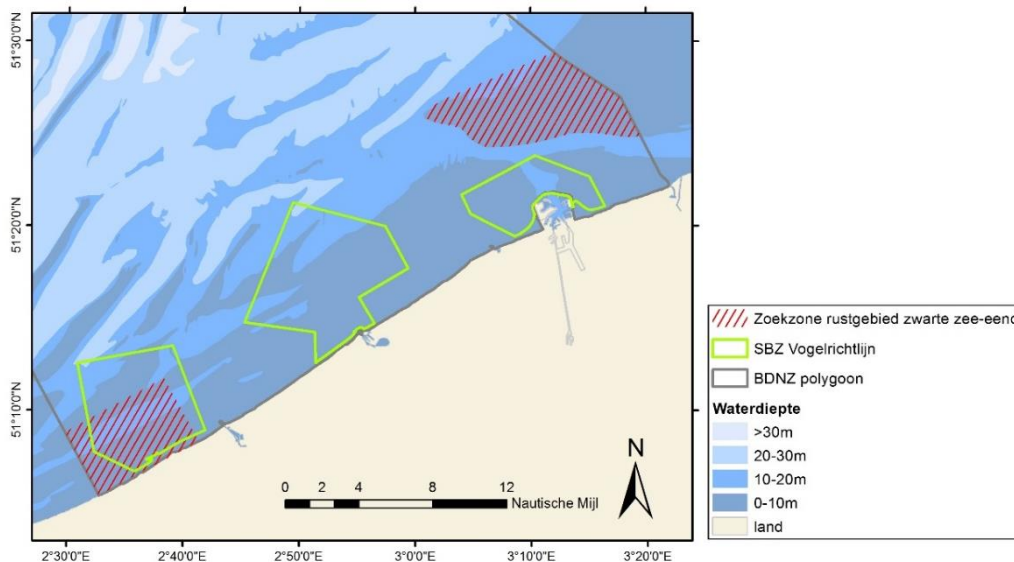 51°30'0"N
51°20'0"N
51°10'0"N
2°30'0"E
2°40'0"E
2°50'0"E
3°0'0"E
3°10'0"E
3°20'0"E
N
0 2 4 8 12
Nautische Mijl
Zoekzone rustgebied zwarte zee-eend
SBZ Vogelrichtlijn
BDNZ polygoon
Waterdiepte
>30m
20-30m
10-20m
0-10m
land